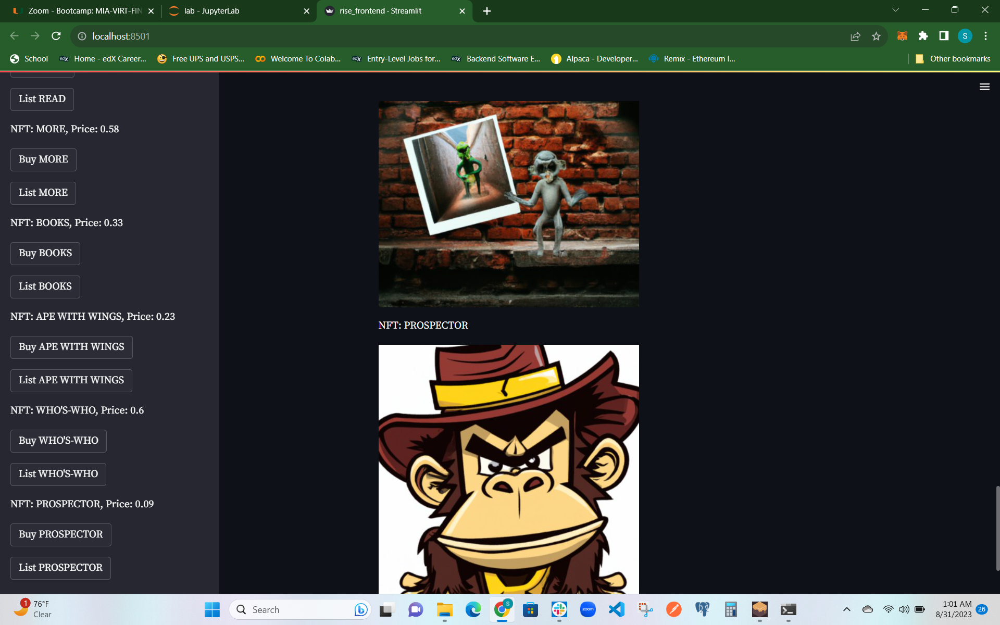 Zoom - Bootcamp: MIA-VIRT-FIN
lab - JupyterLab
rise_frontend · Streamlit
localhost:8501
S
School
edX
Home - edX Career...
Free UPS and USPS...
Welcome To Colab...
edX
Entry-Level Jobs for...
edX
Backend Software E...
Alpaca - Developer...
Remix - Ethereum I...
Other bookmarks
List READ
NFT: MORE, Price: 0.58
Buy MORE
List MORE
NFT: BOOKS, Price: 0.33
Buy BOOKS
List BOOKS
NFT: APE WITH WINGS, Price: 0.23
Buy APE WITH WINGS
List APE WITH WINGS
NFT: WHO'S-WHO, Price: 0.6
Buy WHO'S-WHO
List WHO'S-WHO
NFT: PROSPECTOR, Price: 0.09
Buy PROSPECTOR
List PROSPECTOR
NFT: PROSPECTOR
1
76°F
Clear
Search
S
zoom
1:01 AM
8/31/2023
26